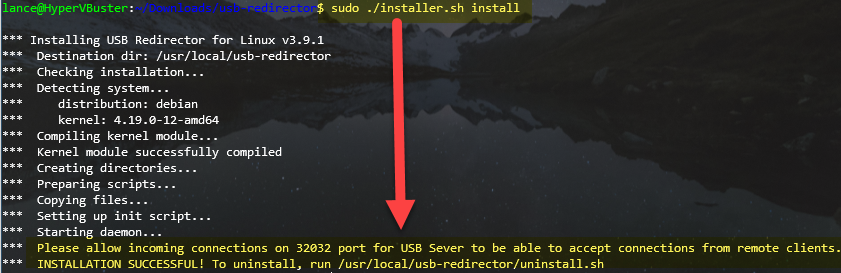 lance@HyperVBuster:~/Downloads/usb-redirector$ sudo ./installer.sh install
*** Installing USB Redirector for Linux v3.9.1
***  Destination dir: /usr/local/usb-redirector
***  Checking installation...
***  Detecting system...
***     distribution: debian
***     kernel: 4.19.0-12-amd64
***  Compiling kernel module...
***  Kernel module successfully compiled
***  Creating directories...
***  Preparing scripts...
***  Copying files...
***  Setting up init script...
***  Starting daemon...
***  Please allow incoming connections on 32032 port for USB Sever to be able to accept connections from remote clients.
***  INSTALLATION SUCCESSFUL! To uninstall, run /usr/local/usb-redirector/uninstall.sh